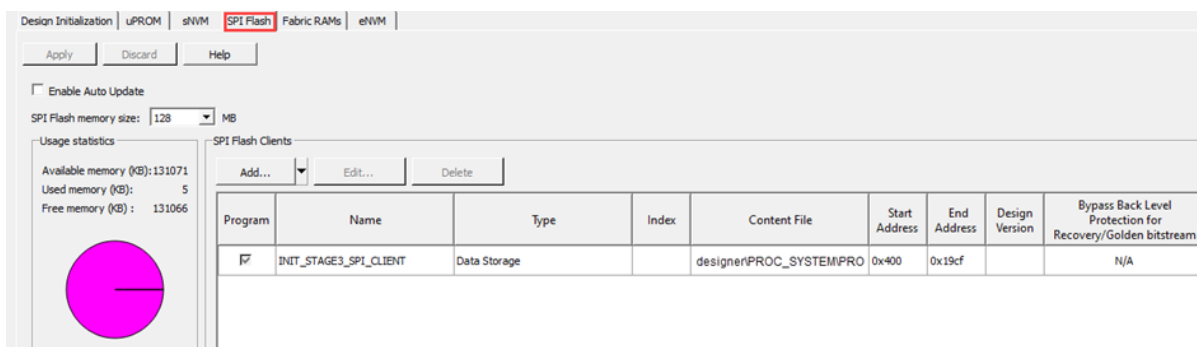 Design Initialization uPROM sNVM SPI Flash Fabric RAMs eNVM
Apply Discard Help
Enable Auto Update
SPI Flash memory size: 128 MB
Usage statistics
Available memory (KB): 131071
Used memory (KB): 5
Free memory (KB) : 131066
SPI Flash Clients
Add... Edit... Delete
Program Name Type Index Content File Start Address End Address Design Version Bypass Back Level Protection for Recovery/Golden bitstream
INIT_STAGE3_SPI_CLIENT Data Storage designer\PROC_SYSTEM\PRO 0x400 0x19cf N/A